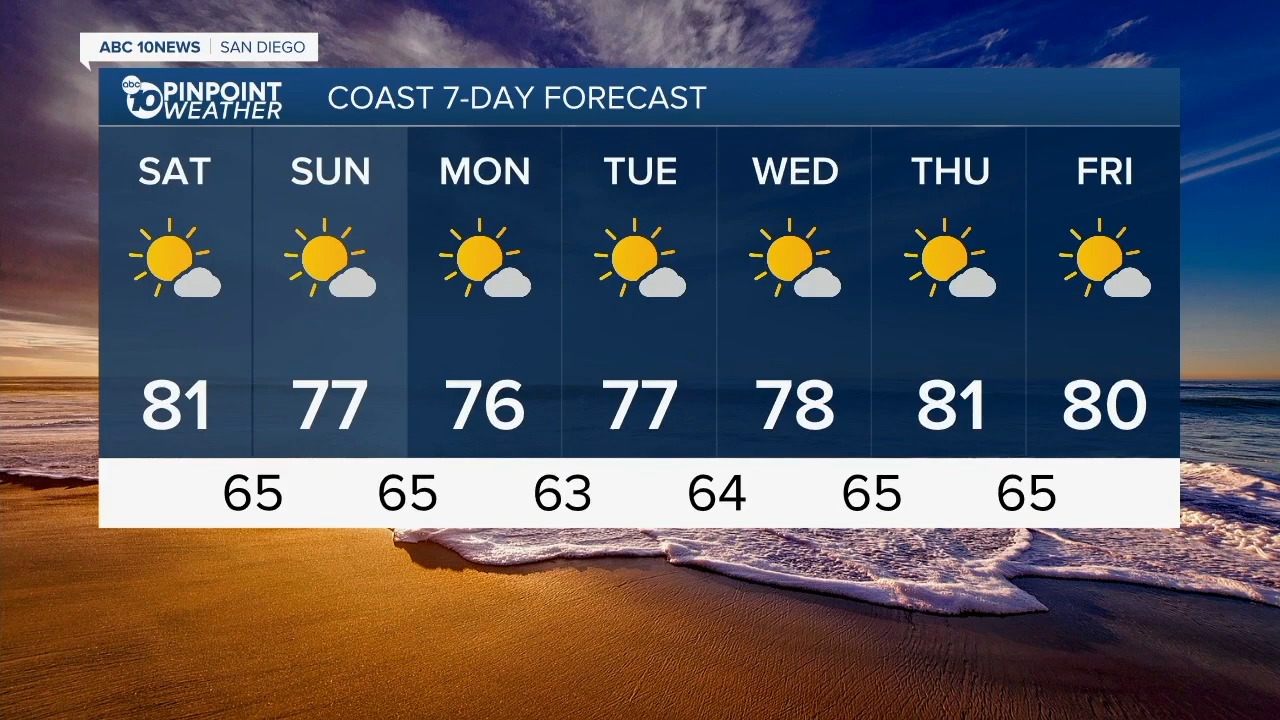 ABC 10NEWS | SAN DIEGO
abc 10 PINPOINT WEATHER
COAST 7-DAY FORECAST
SAT SUN MON TUE WED THU FRI
81 77 76 77 78 81 80
65 65 63 64 65 65